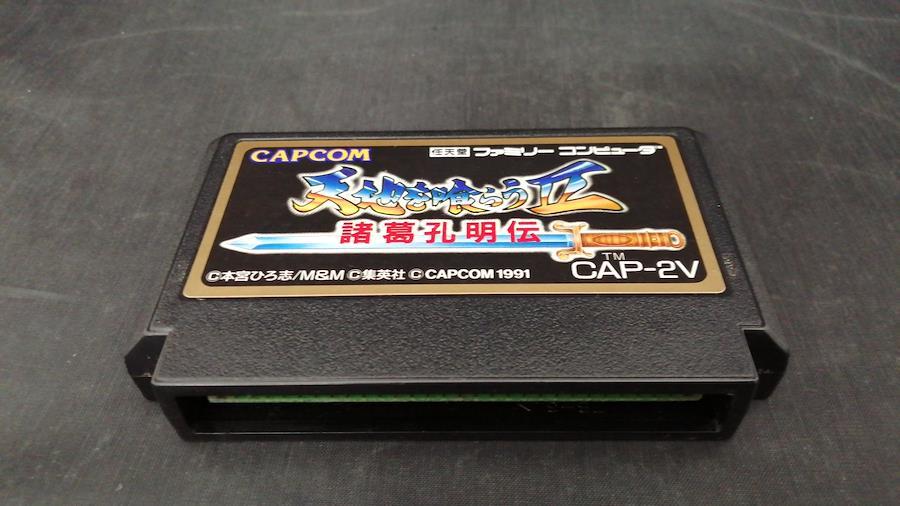 CAPCOM 任天堂 ファミリー コンピュータ
天地を喰らうⅡ
諸葛孔明伝
TM
CAP-2V
©本宮ひろ志/M&M ©集英社 © CAPCOM 1991